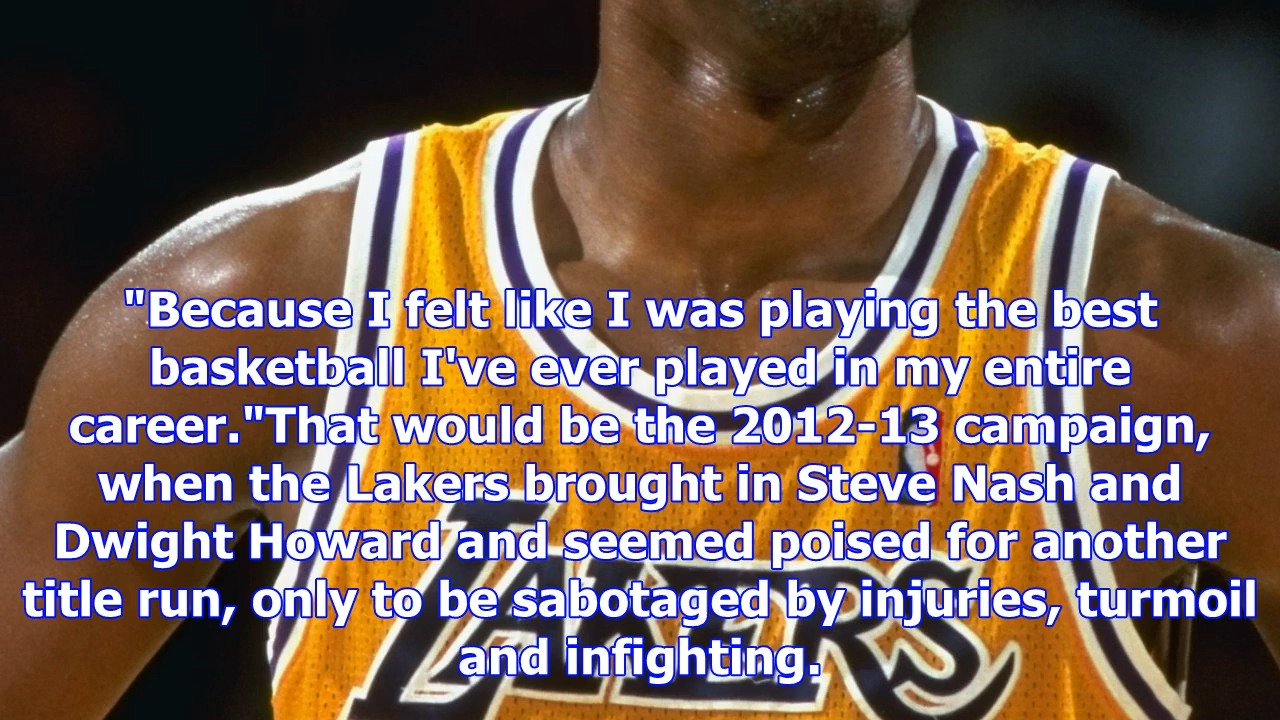 "Because I felt like I was playing the best
basketball I've ever played in my entire
career."That would be the 2012-13 campaign,
when the Lakers brought in Steve Nash and
Dwight Howard and seemed poised for another
title run, only to be sabotaged by injuries, turmoil
and infighting.
LAKERS